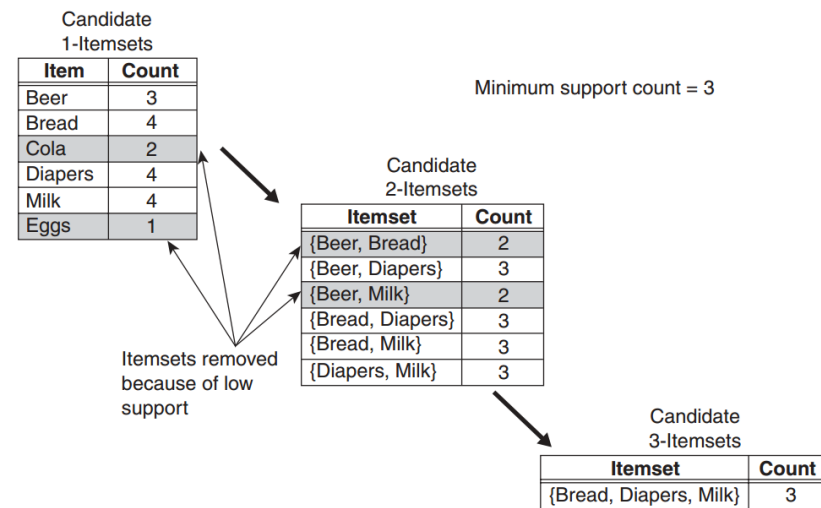 Candidate
1-Itemsets
Item Count
Beer 3
Bread 4
Cola 2
Diapers 4
Milk 4
Eggs 1
Minimum support count = 3
Candidate
2-Itemsets
Itemset Count
{Beer, Bread} 2
{Beer, Diapers} 3
{Beer, Milk} 2
{Bread, Diapers} 3
{Bread, Milk} 3
{Diapers, Milk} 3
Itemsets removed
because of low
support
Candidate
3-Itemsets
Itemset Count
{Bread, Diapers, Milk} 3